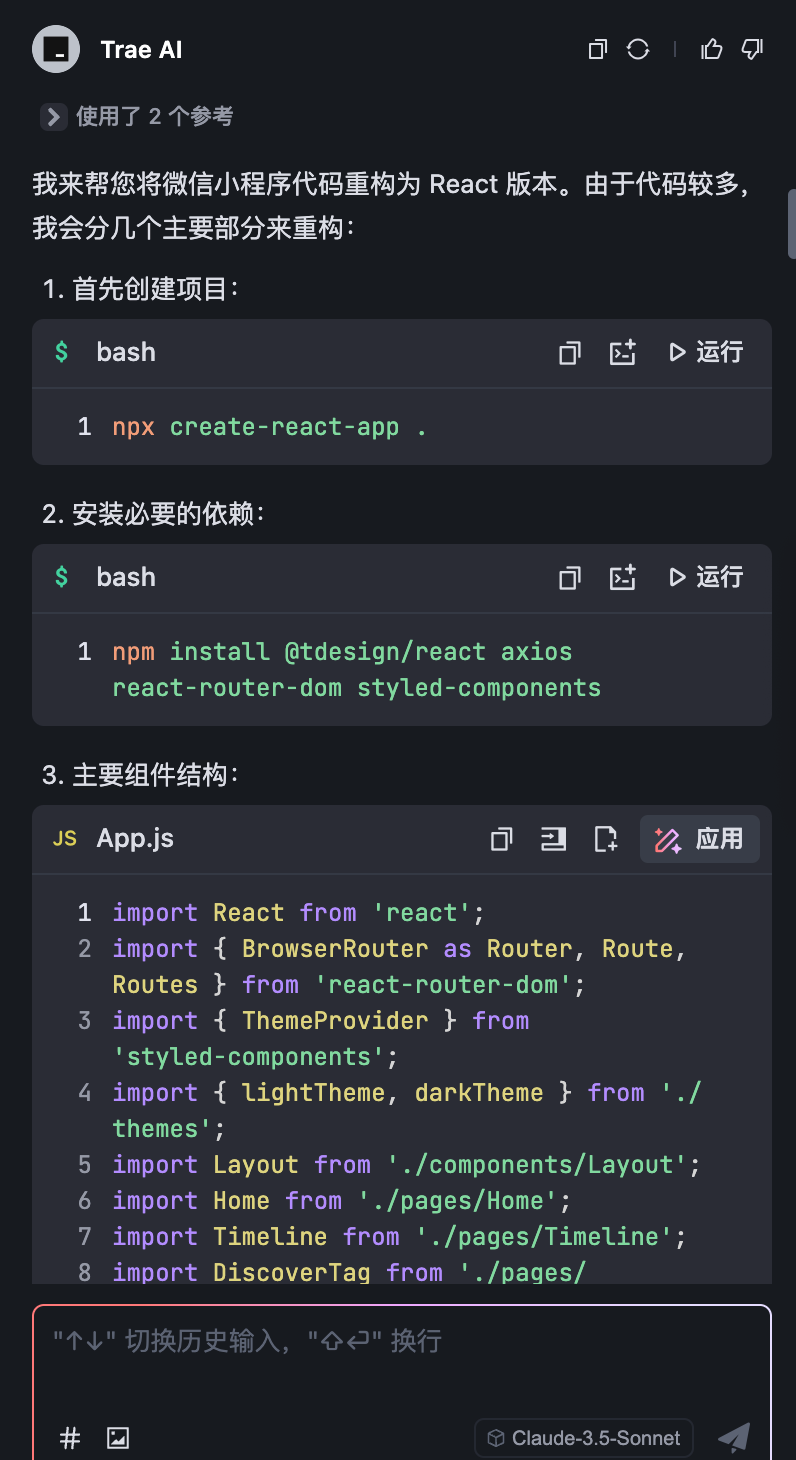 Trae AI
使用了 2 个参考
我来帮您将微信小程序代码重构为 React 版本。由于代码较多，
我会分几个主要部分来重构：
1. 首先创建项目：
$ bash 运行
1 npx create-react-app .
2. 安装必要的依赖：
$ bash 运行
1 npm install @tdesign/react axios
react-router-dom styled-components
3. 主要组件结构：
JS App.js 应用
1 import React from 'react';
2 import { BrowserRouter as Router, Route,
Routes } from 'react-router-dom';
3 import { ThemeProvider } from
'styled-components';
4 import { lightTheme, darkTheme } from './
themes';
5 import Layout from './components/Layout';
6 import Home from './pages/Home';
7 import Timeline from './pages/Timeline';
8 import DiscoverTag from './pages/
"↑↓" 切换历史输入，"⇧⏎" 换行
# Claude-3.5-Sonnet